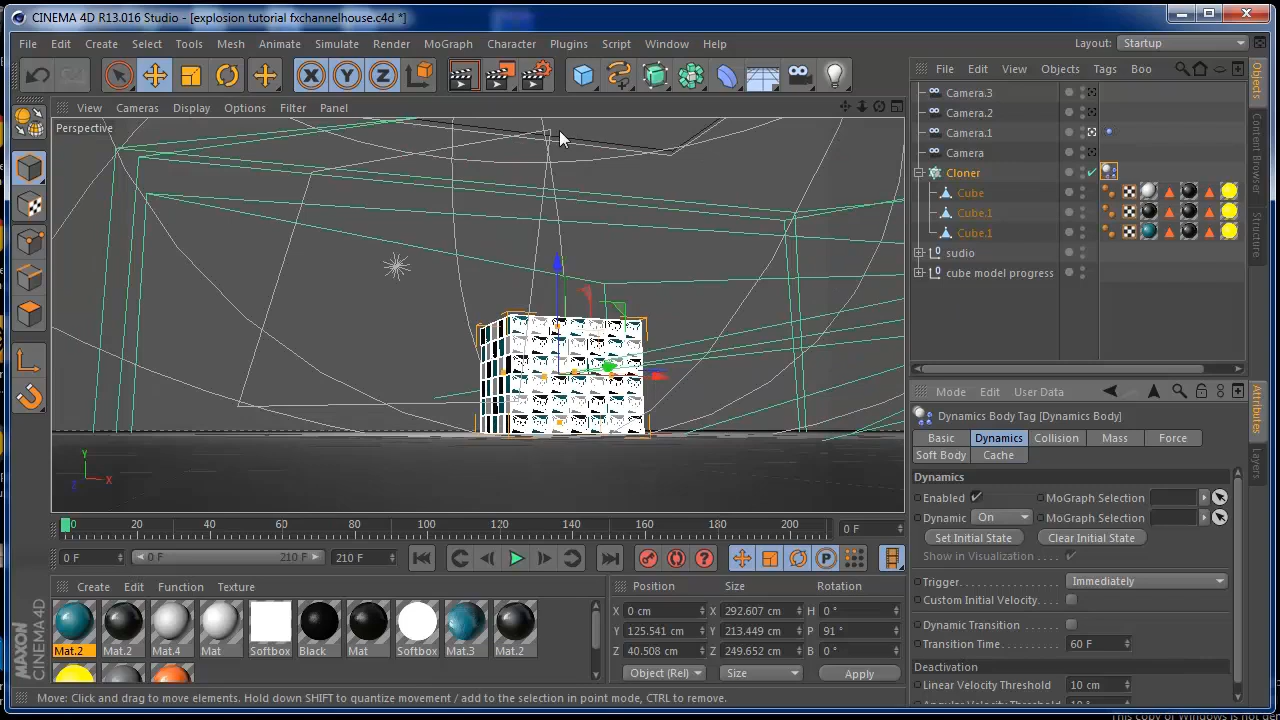 CINEMA 4D R13.016 Studio - [explosion tutorial fxchannelhouse.c4d *]
File Edit Create Select Tools Mesh Animate Simulate Render MoGraph Character Plugins Script Window Help Layout: Startup
File Edit View Objects Tags Boo
View Cameras Display Options Filter Panel
Perspective
Camera.3
Camera.2
Camera.1
Camera
Cloner
Cube
Cube.1
Cube.1
sudio
cube model progress
Objects
Content Browser
Structure
Mode Edit User Data
Dynamics Body Tag [Dynamics Body]
Basic Dynamics Collision Mass Force
Soft Body Cache
Dynamics
Enabled MoGraph Selection
Dynamic On MoGraph Selection
Set Initial State Clear Initial State
Show in Visualization
Trigger Immediately
Custom Initial Velocity
Dynamic Transition
Transition Time 60 F
Deactivation
Linear Velocity Threshold 10 cm
Attributes
Layers
Y
X
Z
0 20 40 60 80 100 120 140 160 180 200 0 F
0 F 0 F 210 F 210 F
Create Edit Function Texture
Mat.2 Mat.2 Mat.4 Mat Softbox Black Mat Softbox Mat.3 Mat.2
Position Size Rotation
X 0 cm X 292.607 cm H 0 °
Y 125.541 cm Y 213.449 cm P 91 °
Z 40.508 cm Z 249.652 cm B 0 °
Object (Rel) Size Apply
MAXON
CINEMA 4D
Move: Click and drag to move elements. Hold down SHIFT to quantize movement / add to the selection in point mode, CTRL to remove.